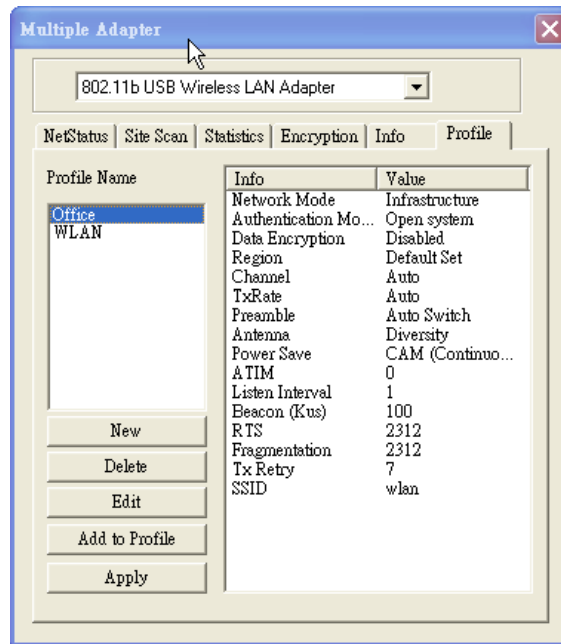 Multiple Adapter
802.11b USB Wireless LAN Adapter
NetStatus Site Scan Statistics Encryption Info Profile
Profile Name
Office
WLAN
New
Delete
Edit
Add to Profile
Apply
Info Value
Network Mode Infrastructure
Authentication Mo... Open system
Data Encryption Disabled
Region Default Set
Channel Auto
TxRate Auto
Preamble Auto Switch
Antenna Diversity
Power Save CAM (Continuo...
ATIM 0
Listen Interval 1
Beacon (Kus) 100
RTS 2312
Fragmentation 2312
Tx Retry 7
SSID wlan